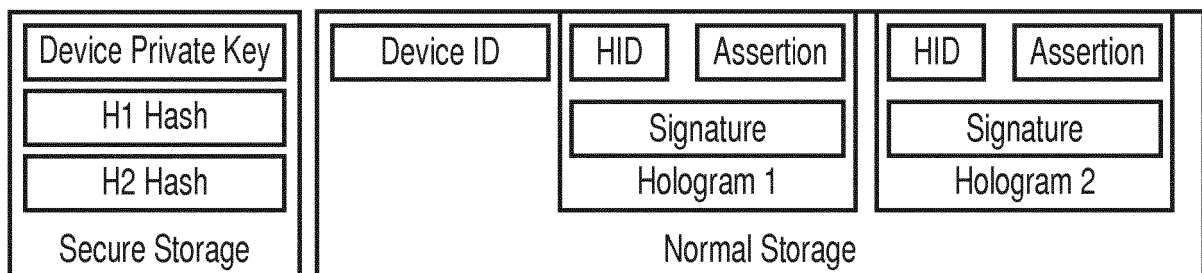 Device Private Key
H1 Hash
H2 Hash
Secure Storage
Device ID
HID
Assertion
Signature
Hologram 1
HID
Assertion
Signature
Hologram 2
Normal Storage